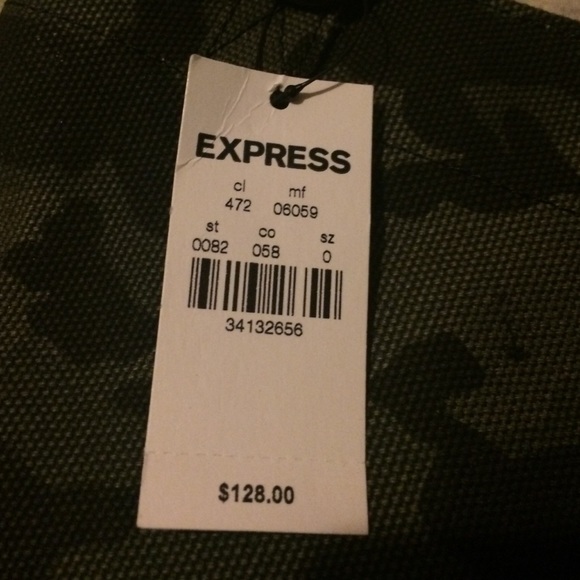 EXPRESS
cl mf
472 06059
st co sz
0082 058 0
34132656
$128.00